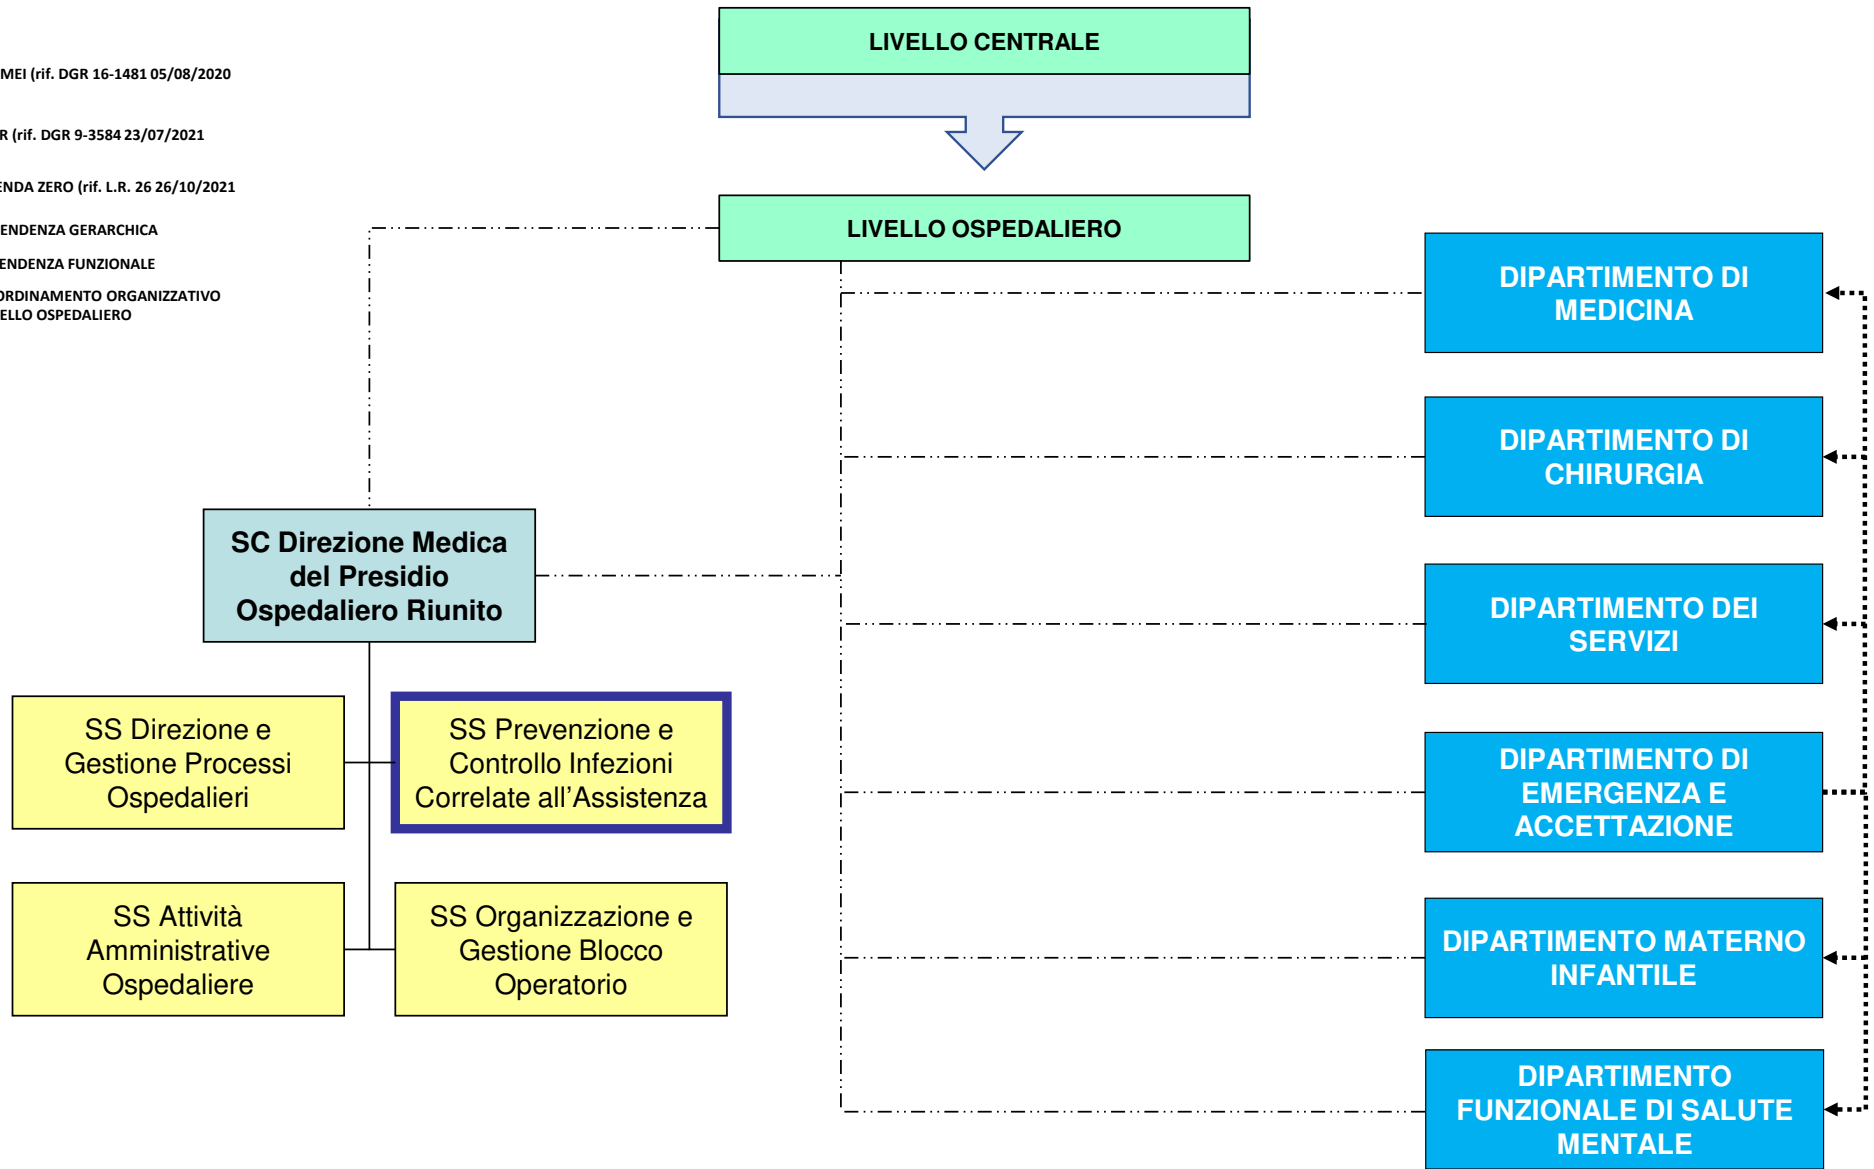 LIVELLO CENTRALE
MEI (rif. DGR 16-1481 05/08/2020
R (rif. DGR 9-3584 23/07/2021
ENDA ZERO (rif. L.R. 26 26/10/2021
ENDENZA GERARCHICA
ENDENZA FUNZIONALE
ORDINAMENTO ORGANIZZATIVO
ELLO OSPEDALIERO
LIVELLO OSPEDALIERO
DIPARTIMENTO DI
MEDICINA
DIPARTIMENTO DI
CHIRURGIA
SC Direzione Medica
del Presidio
Ospedaliero Riunito
DIPARTIMENTO DEI
SERVIZI
SS Direzione e
Gestione Processi
Ospedalieri
SS Prevenzione e
Controllo Infezioni
Correlate all’Assistenza
DIPARTIMENTO DI
EMERGENZA E
ACCETTAZIONE
SS Attività
Amministrative
Ospedaliere
SS Organizzazione e
Gestione Blocco
Operatorio
DIPARTIMENTO MATERNO
INFANTILE
DIPARTIMENTO
FUNZIONALE DI SALUTE
MENTALE